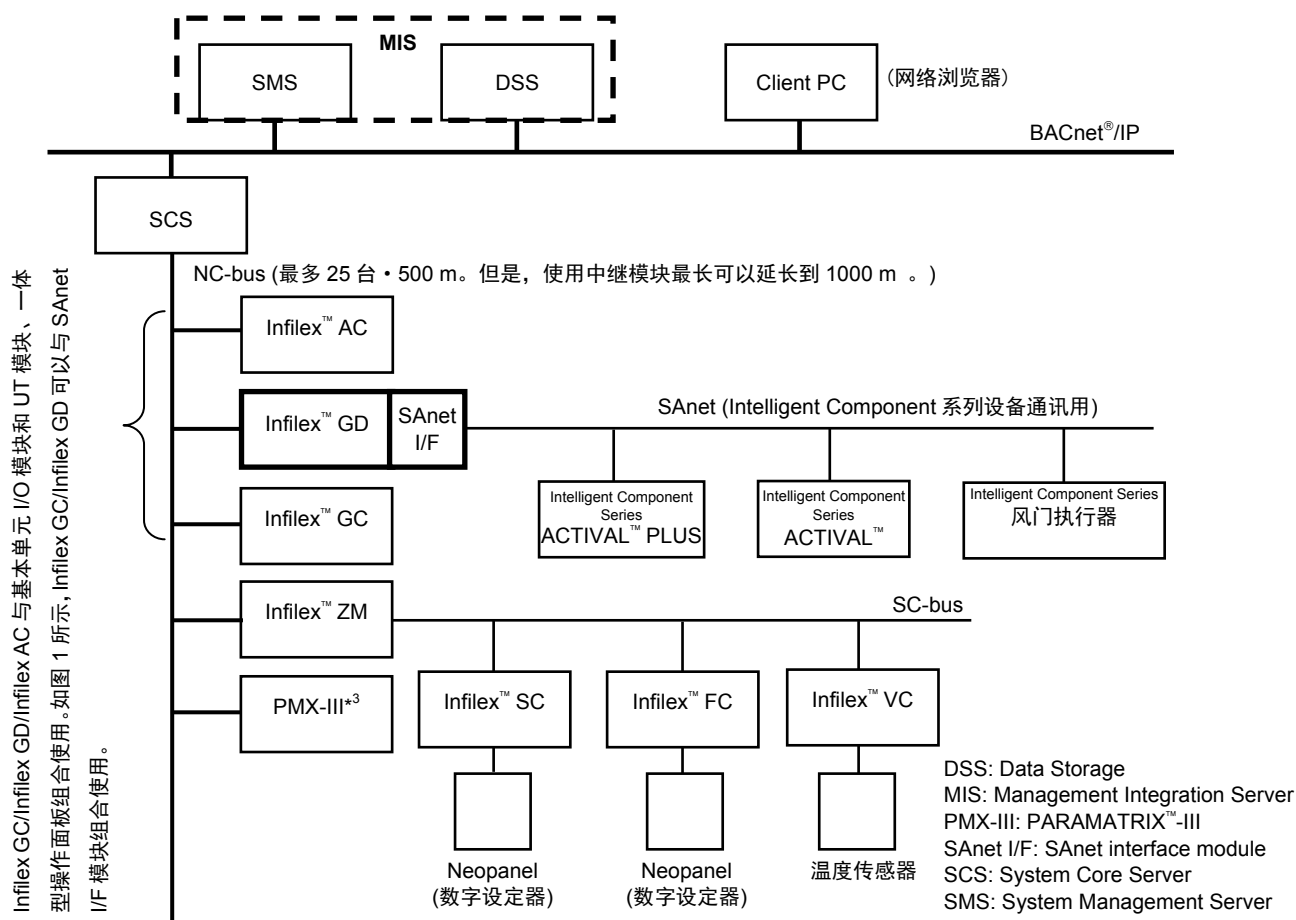 MIS
SMS
DSS
Client PC
(网络浏览器)
BACnet®/IP
SCS
NC-bus (最多 25 台・500 m。但是，使用中继模块最长可以延长到 1000 m 。)
Infilex™ AC
Infilex™ GD
SAnet
I/F
SAnet (Intelligent Component 系列设备通讯用)
Intelligent Component
Series
ACTIVAL™ PLUS
Intelligent Component
Series
ACTIVAL™
Intelligent Component Series
风门执行器
Infilex™ GC
Infilex™ ZM
SC-bus
PMX-III*3
Infilex™ SC
Infilex™ FC
Infilex™ VC
Neopanel
(数字设定器)
Neopanel
(数字设定器)
温度传感器
DSS: Data Storage
MIS: Management Integration Server
PMX-III: PARAMATRIX™-III
SAnet I/F: SAnet interface module
SCS: System Core Server
SMS: System Management Server
Infilex GC/Infilex GD/Infilex AC 与基本单元 I/O 模块和 UT 模块、一体
型操作面板组合使用。如图 1 所示，Infilex GC/Infilex GD 可以与 SAnet
I/F 模块组合使用。